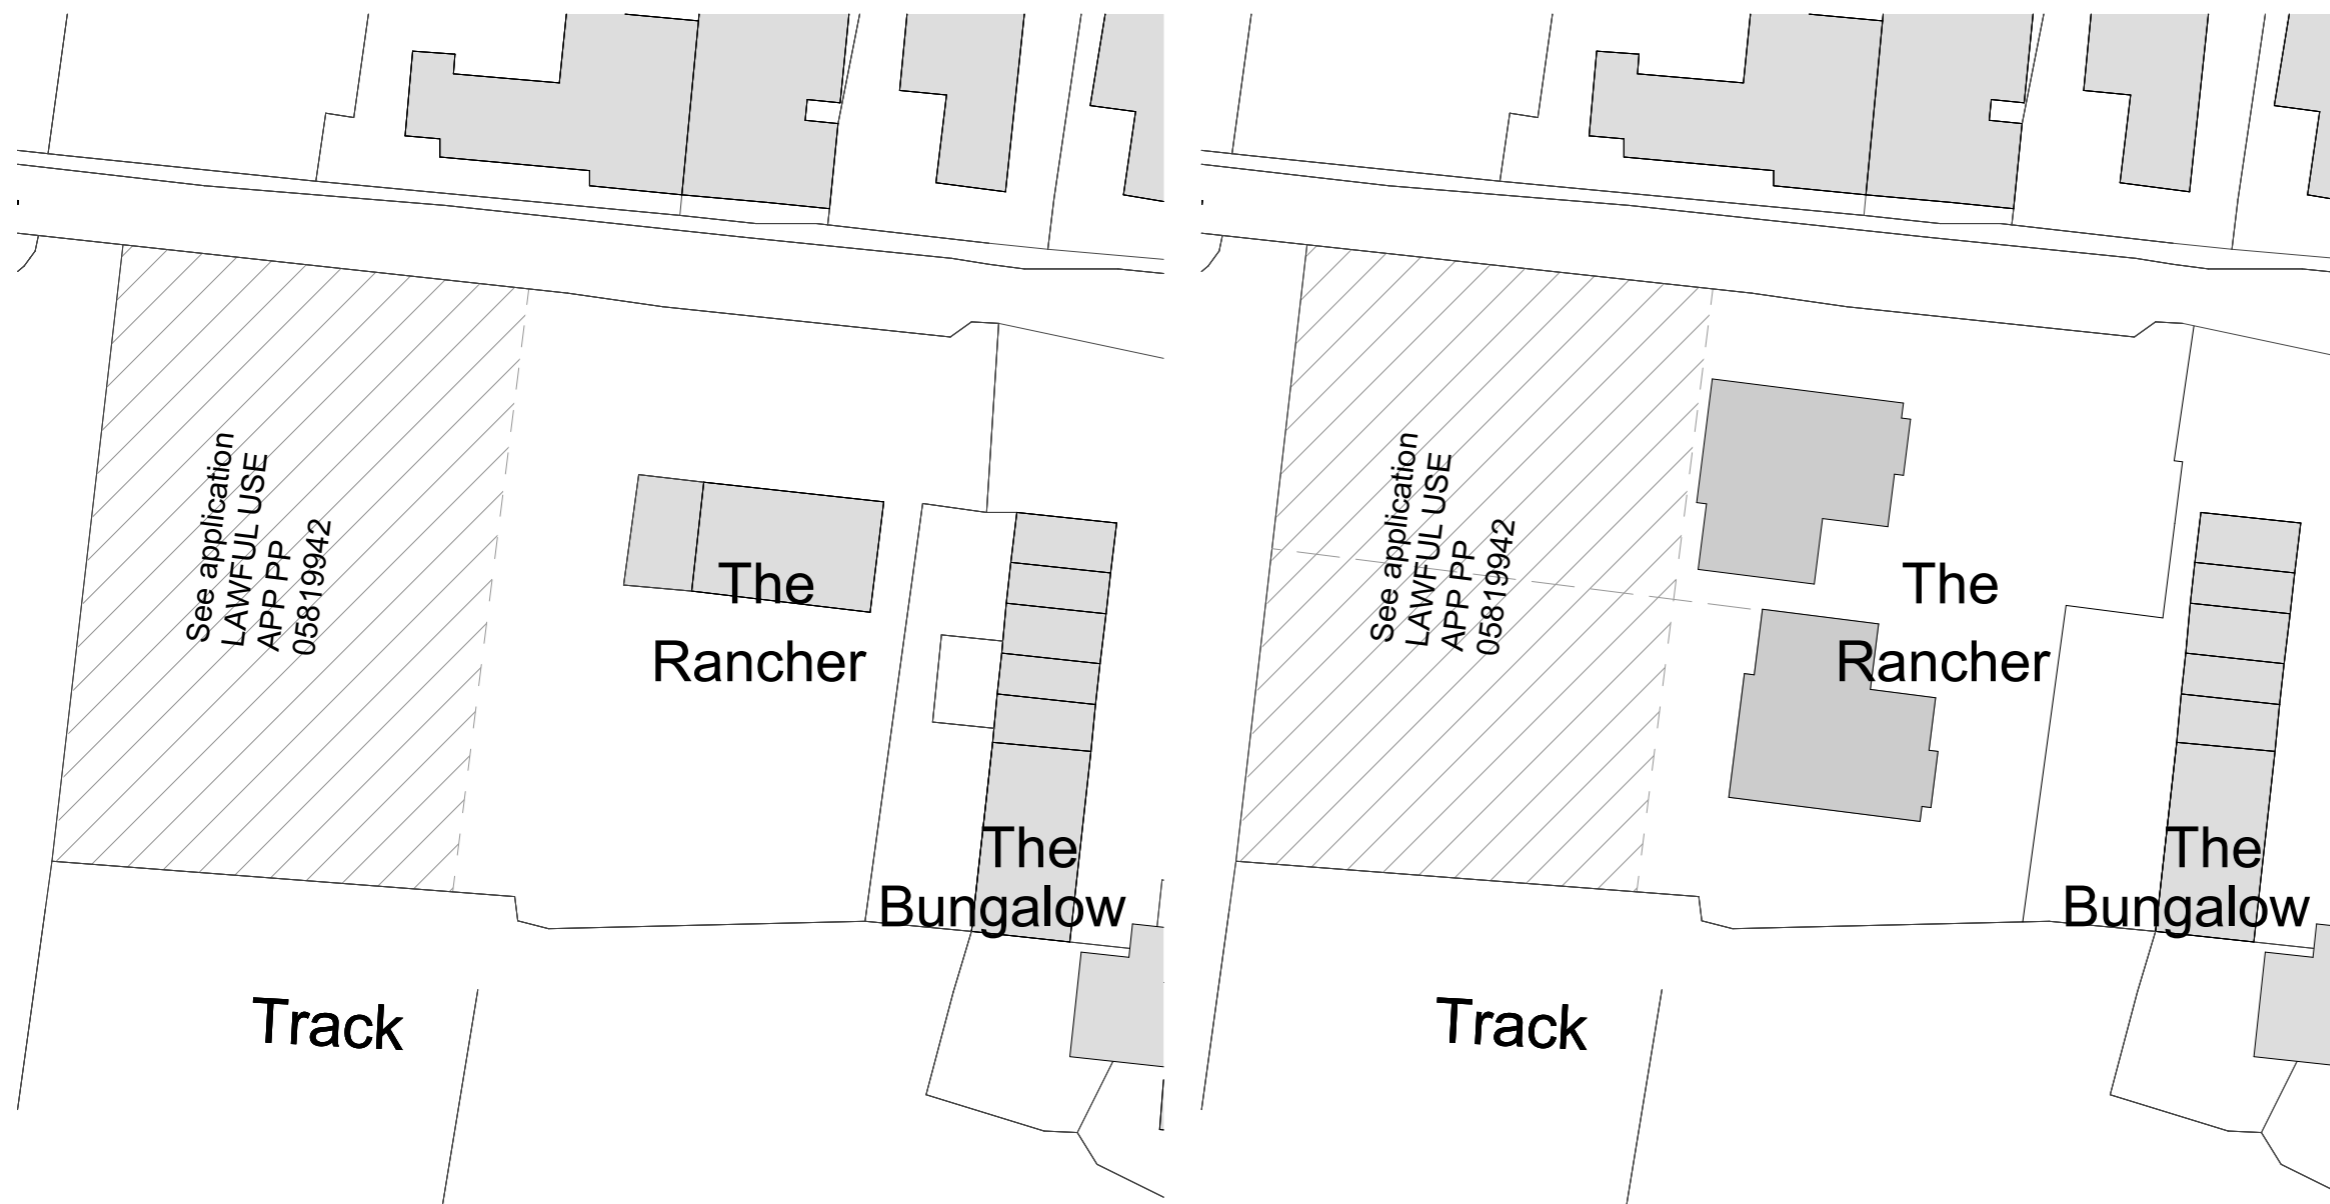 See application
LAWFUL USE
APP PP
05819942
The
Rancher
The
Bungalow
Track
See application
LAWFUL USE
APP PP
05819942
The
Rancher
The
Bungalow
Track